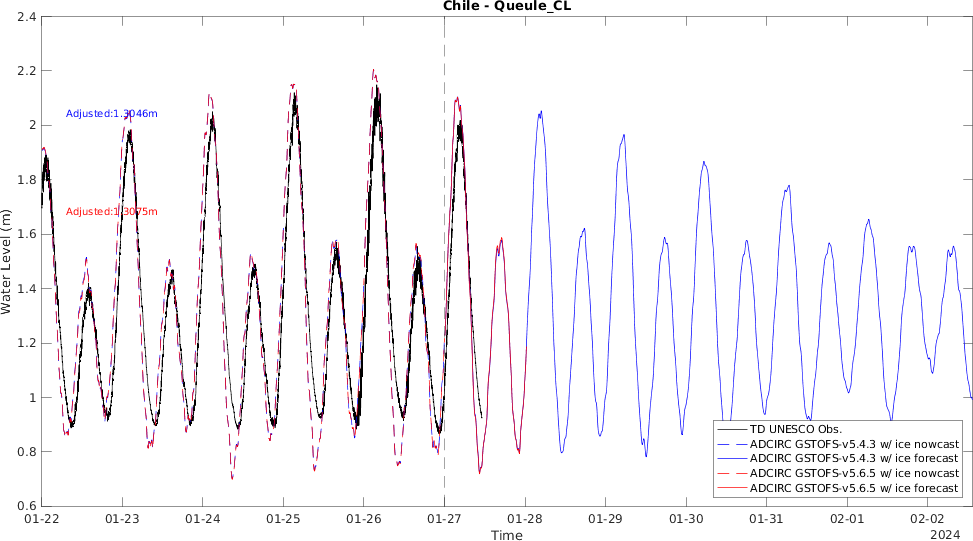 Chile - Queule_CL
2.4
2.2
2
1.8
1.6
1.4
1.2
1
0.8
0.6
Water Level (m)
Adjusted:1.3046m
Adjusted:1.3075m
TD UNESCO Obs.
ADCIRC GSTOFS-v5.4.3 w/ ice nowcast
ADCIRC GSTOFS-v5.4.3 w/ ice forecast
ADCIRC GSTOFS-v5.6.5 w/ ice nowcast
ADCIRC GSTOFS-v5.6.5 w/ ice forecast
01-22 01-23 01-24 01-25 01-26 01-27 01-28 01-29 01-30 01-31 02-01 02-02
Time
2024